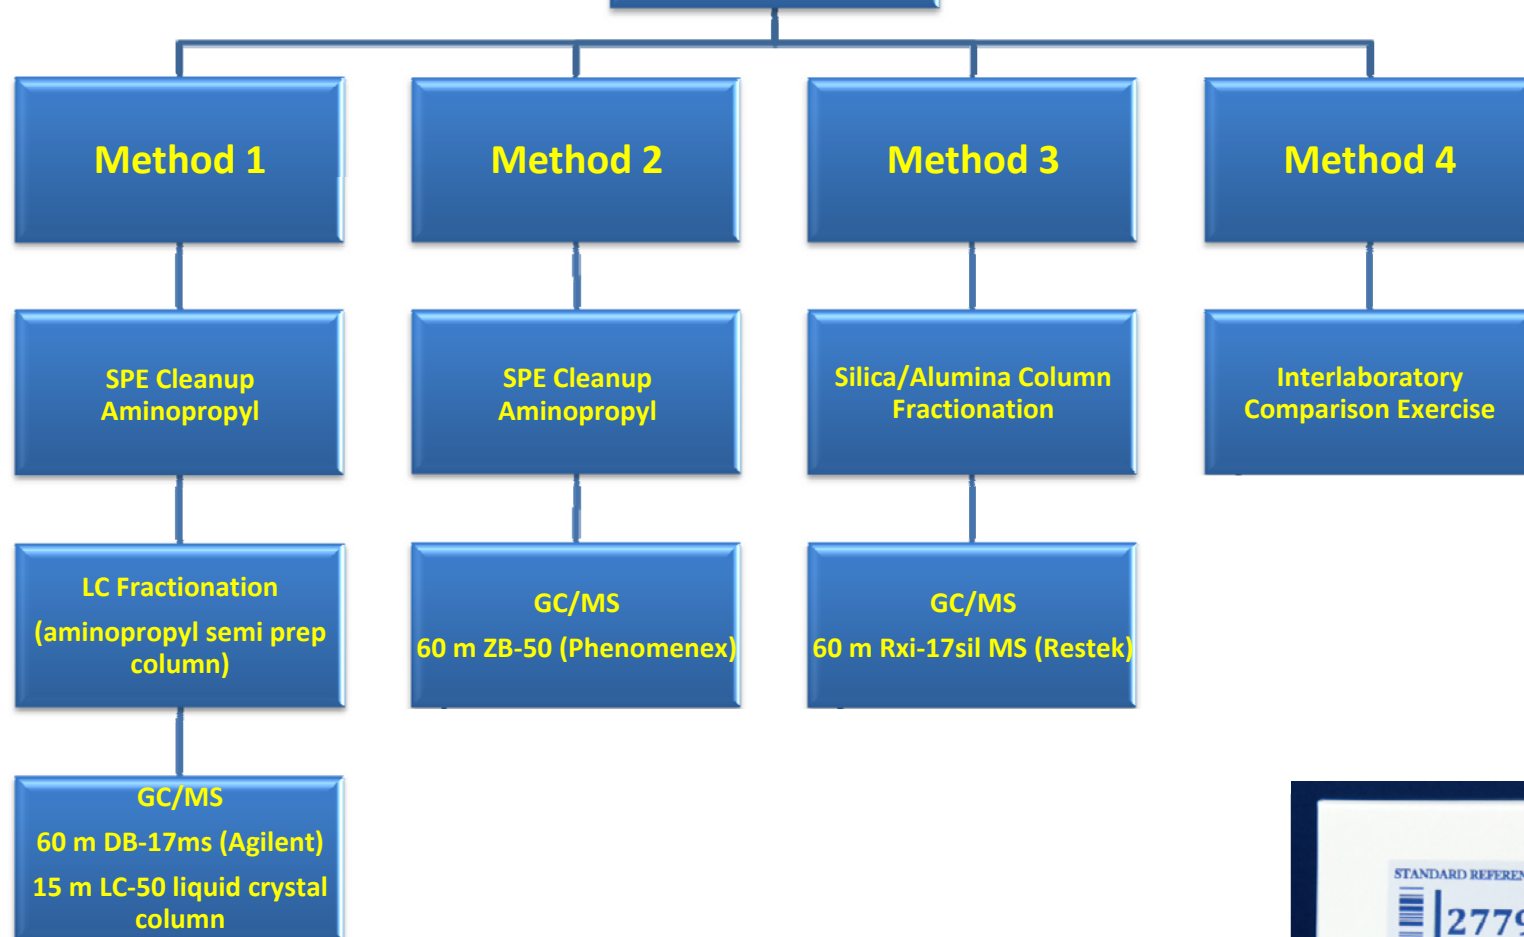 Method 1
Method 2
Method 3
Method 4
SPE Cleanup
Aminopropyl
SPE Cleanup
Aminopropyl
Silica/Alumina Column
Fractionation
Interlaboratory
Comparison Exercise
LC Fractionation
(aminopropyl semi prep
column)
GC/MS
60 m ZB-50 (Phenomenex)
GC/MS
60 m Rxi-17sil MS (Restek)
GC/MS
60 m DB-17ms (Agilent)
15 m LC-50 liquid crystal
column
STANDARD
2779